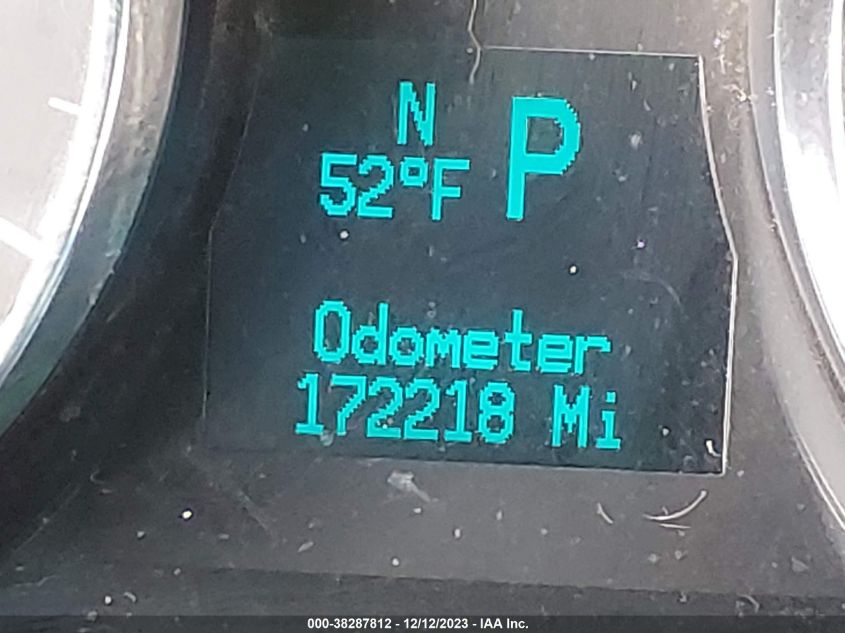 N
52°F P
Odometer
172218 Mi
000-38287812 - 12/12/2023 - IAA Inc.